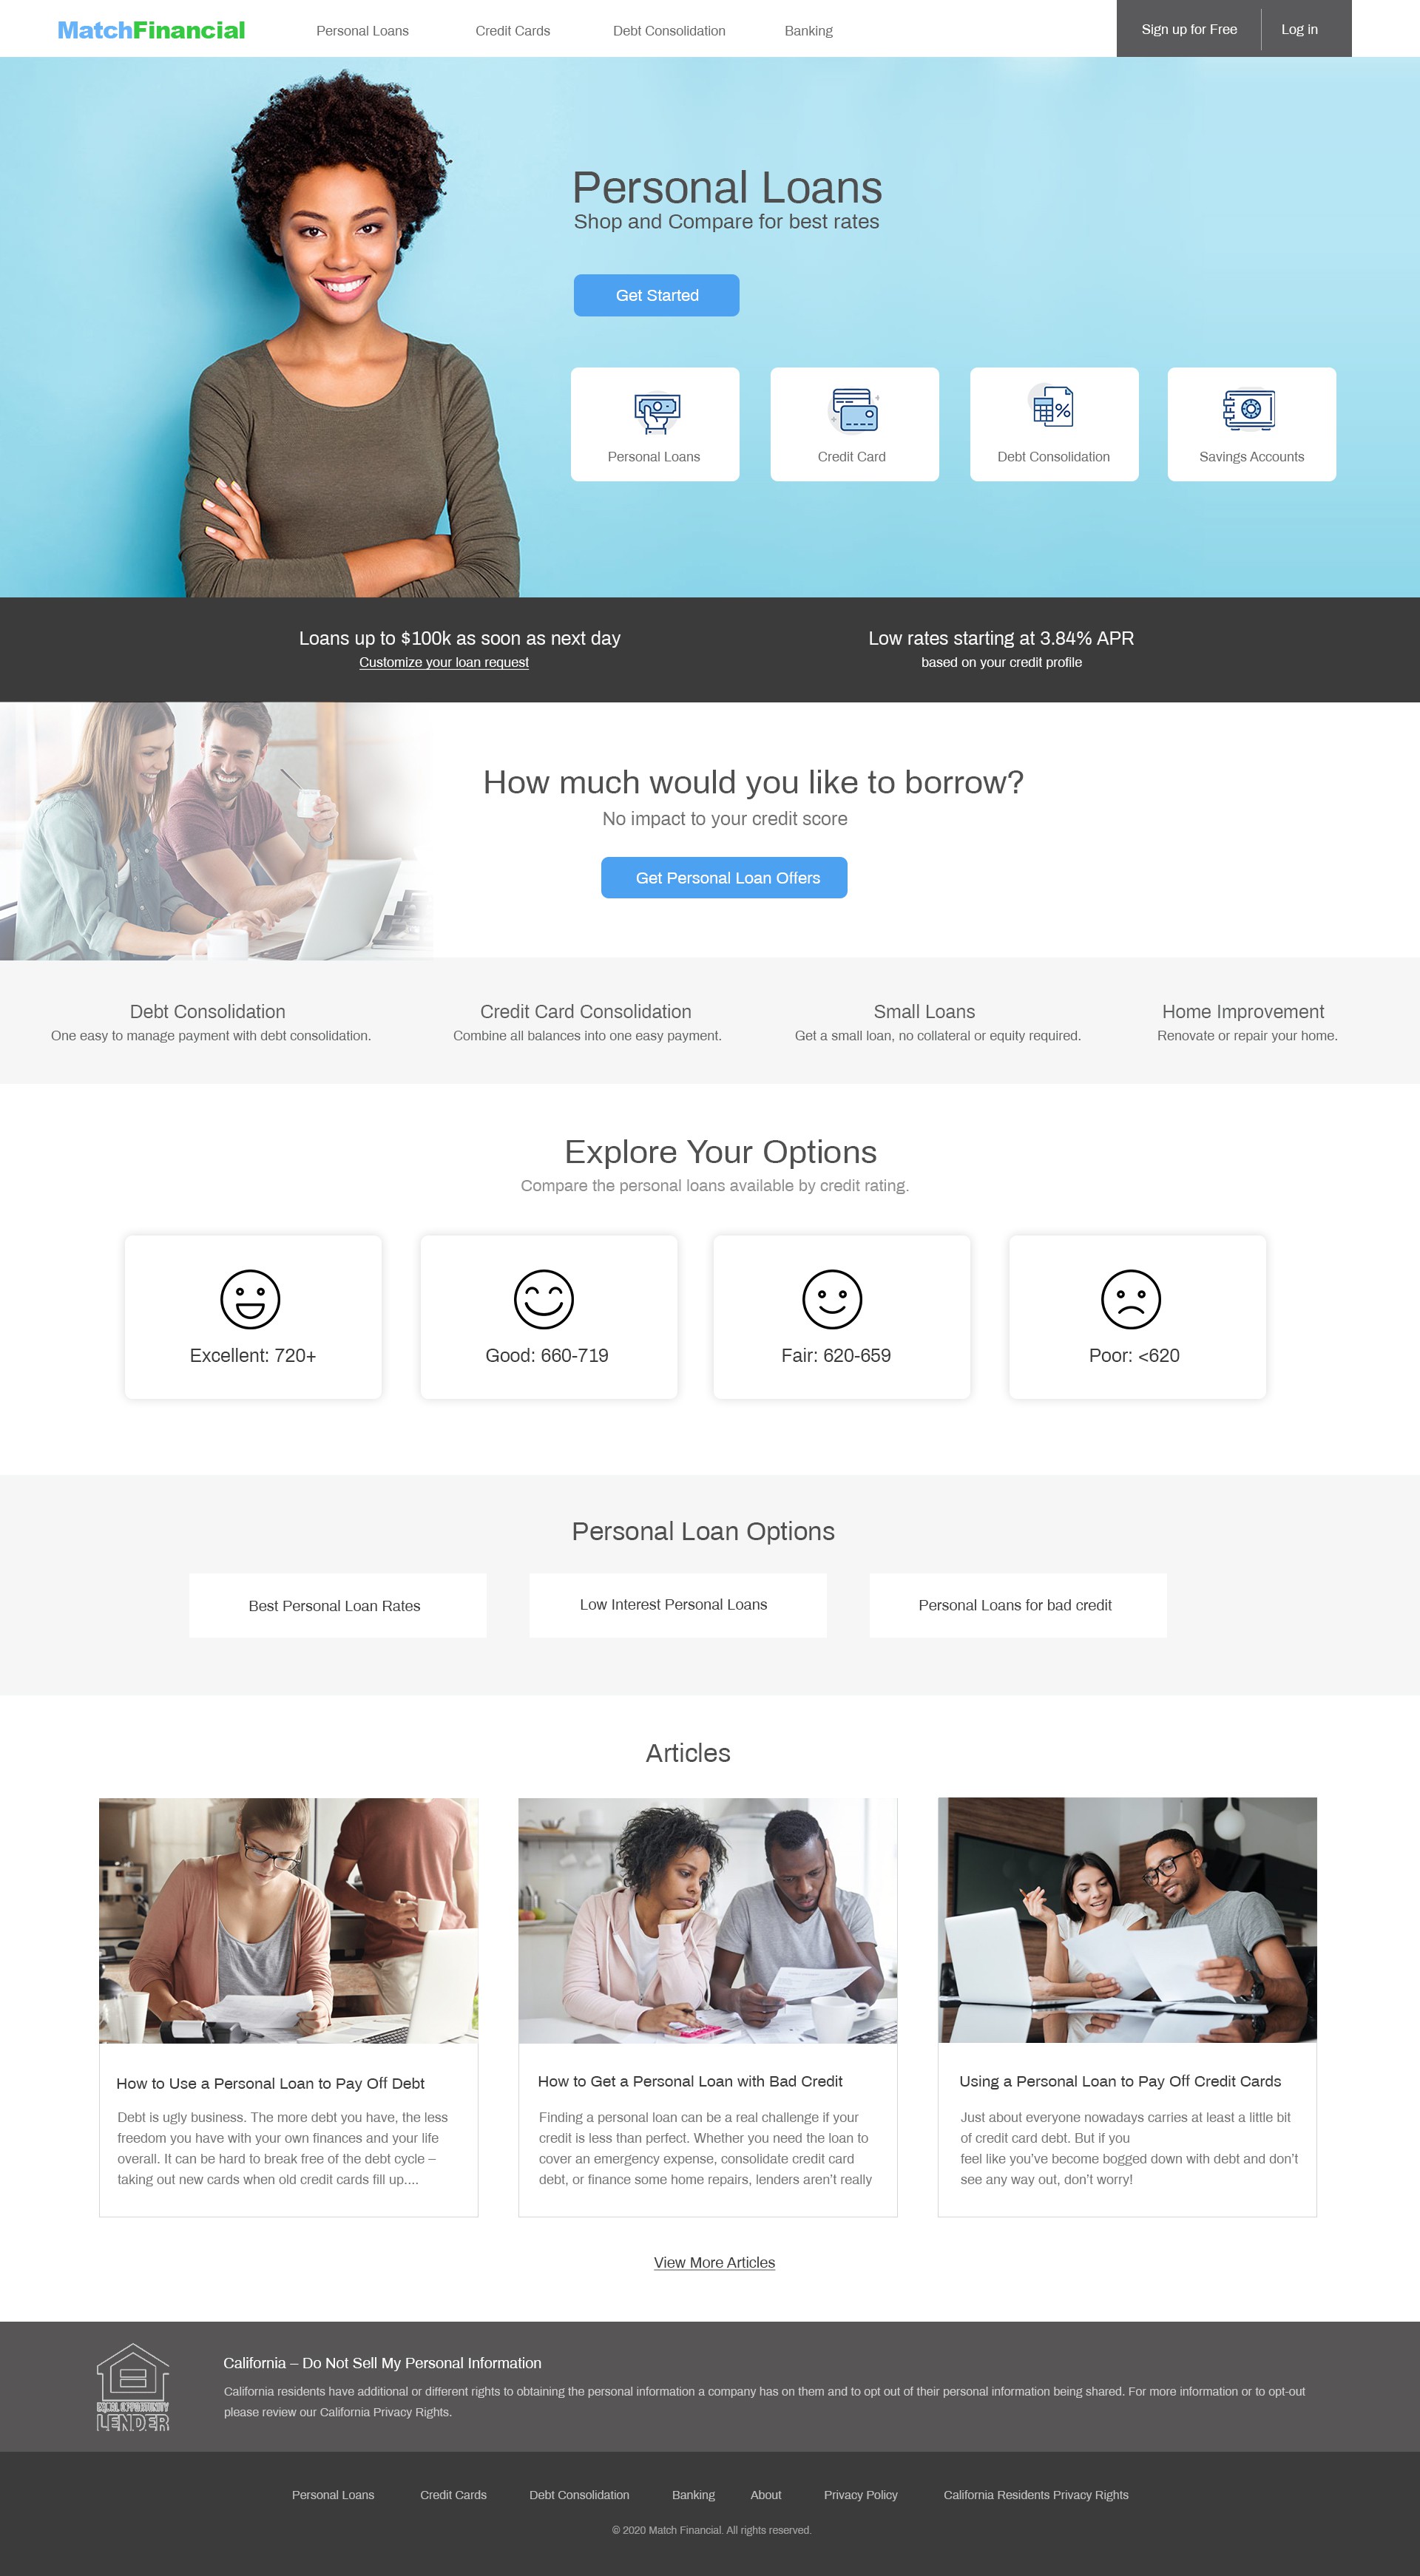 MatchFinancial
Personal Loans
Credit Cards
Debt Consolidation
Banking
Sign up for Free
Log in
Personal Loans
Shop and Compare for best rates
Get Started
Personal Loans
Credit Card
Debt Consolidation
Savings Accounts
Loans up to $100k as soon as next day
Customize your loan request
Low rates starting at 3.84% APR
based on your credit profile
How much would you like to borrow?
No impact to your credit score
Get Personal Loan Offers
Debt Consolidation
One easy to manage payment with debt consolidation.
Credit Card Consolidation
Combine all balances into one easy payment.
Small Loans
Get a small loan, no collateral or equity required.
Home Improvement
Renovate or repair your home.
Explore Your Options
Compare the personal loans available by credit rating.
Excellent: 720+
Good: 660-719
Fair: 620-659
Poor: <620
Personal Loan Options
Best Personal Loan Rates
Low Interest Personal Loans
Personal Loans for bad credit
Articles
How to Use a Personal Loan to Pay Off Debt
Debt is ugly business. The more debt you have, the less
freedom you have with your own finances and your life
overall. It can be hard to break free of the debt cycle –
taking out new cards when old credit cards fill up....
How to Get a Personal Loan with Bad Credit
Finding a personal loan can be a real challenge if your
credit is less than perfect. Whether you need the loan to
cover an emergency expense, consolidate credit card
debt, or finance some home repairs, lenders aren’t really
Using a Personal Loan to Pay Off Credit Cards
Just about everyone nowadays carries at least a little bit
of credit card debt. But if you
feel like you’ve become bogged down with debt and don’t
see any way out, don’t worry!
View More Articles
EQUAL OPPORTUNITY
LENDER
California – Do Not Sell My Personal Information
California residents have additional or different rights to obtaining the personal information a company has on them and to opt out of their personal information being shared. For more information or to opt-out
please review our California Privacy Rights.
Personal Loans
Credit Cards
Debt Consolidation
Banking
About
Privacy Policy
California Residents Privacy Rights
© 2020 Match Financial. All rights reserved.